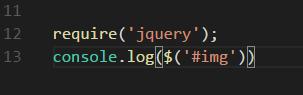 11
12 require('jquery');
13 console.log($('#img'))